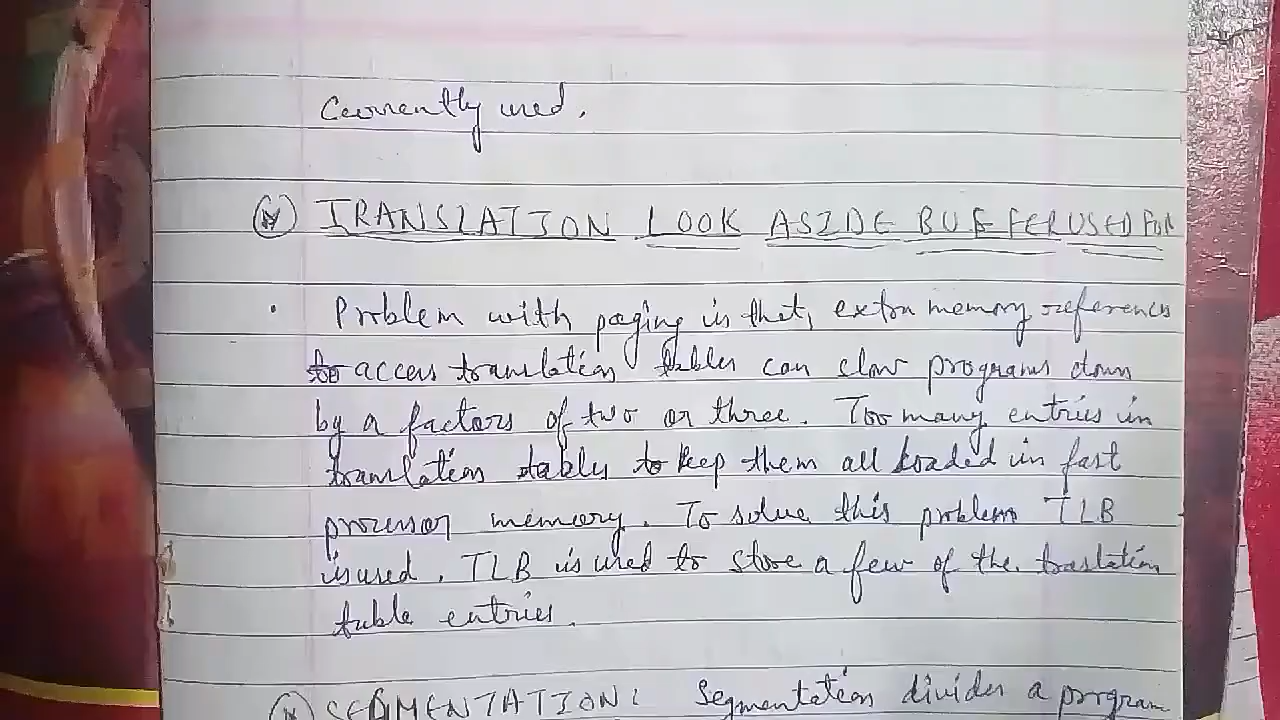 Currently used.
TRANSLATION LOOK ASIDE BUFFER USED FOR
• Problem with paging is that, extra memory references
to access translation tables can slow programs down
by a factors of two or three. Too many entries in
translation tables to keep them all loaded in fast
processor memory. To solve this problem TLB
is used. TLB is used to store a few of the traslation
table entries.
SEGMENTATION: Segmentation divides a program